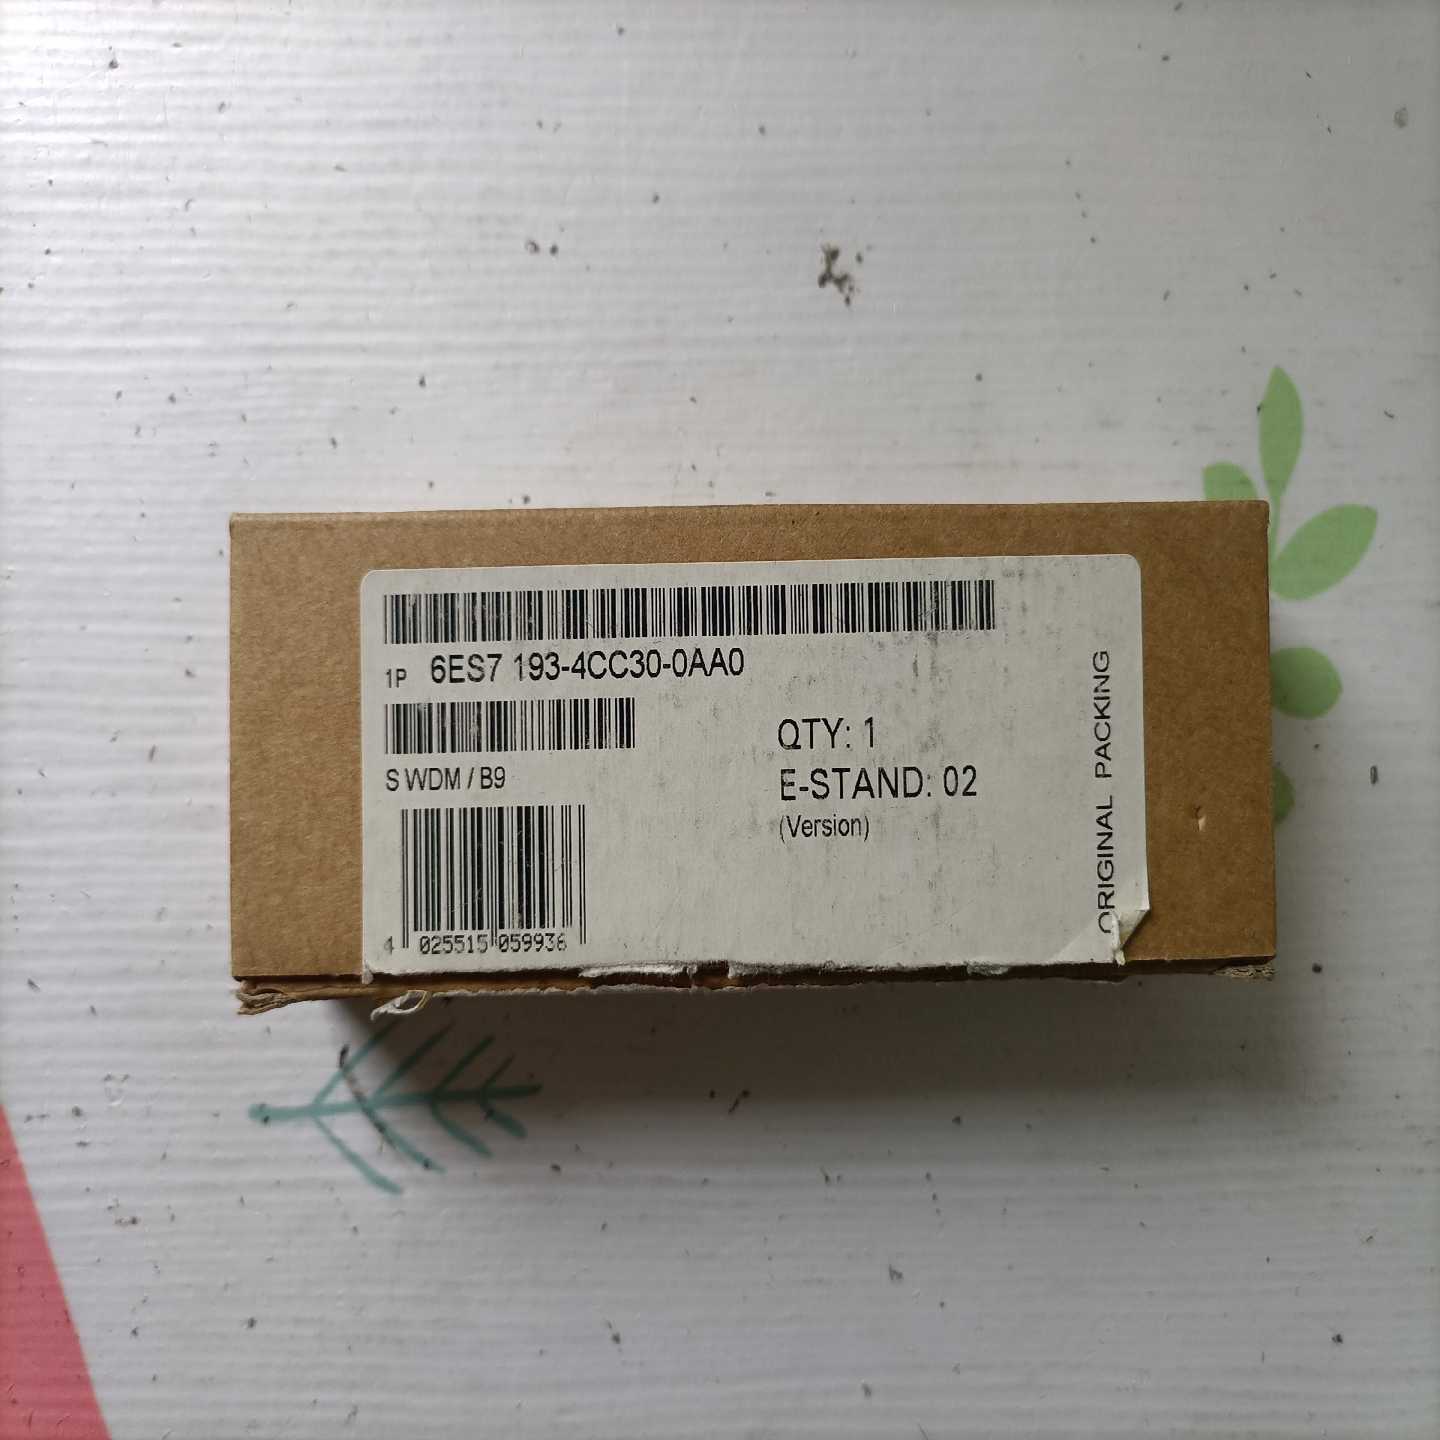 1P 6ES7 193-4CC30-0AA0
S WDM / B9
QTY: 1
E-STAND: 02
(Version)
4 025515 059936
ORIGINAL PACKING